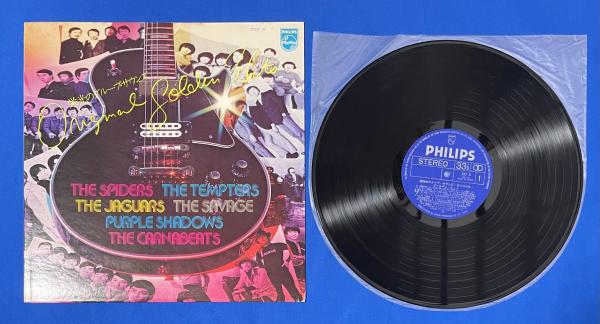 PHILIPS
栄光のグループサウンズ
Original Golden Hits
THE SPIDERS THE TEMPTERS
THE JAGUARS THE SAVAGE
PURPLE SHADOWS
THE CARNABEATS
PHILIPS
STEREO 33⅓
1